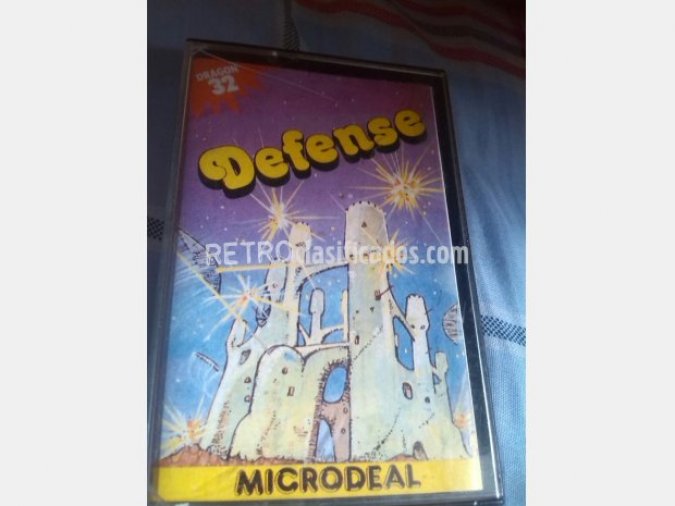 DRAGON
32
Defense
RETROclasificados.com
MICRODEAL